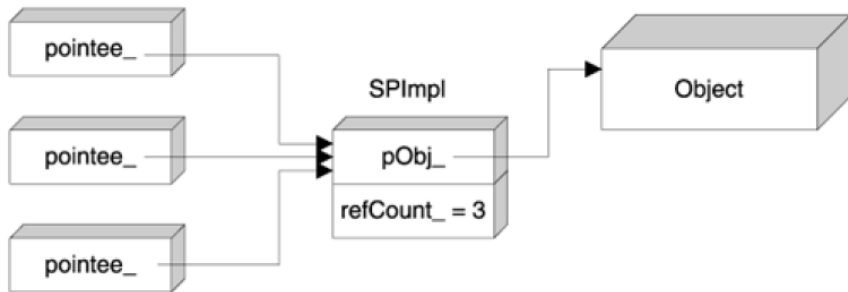 pointee_
SPImpl
Object
pointee_
pObj_
refCount_ = 3
pointee_